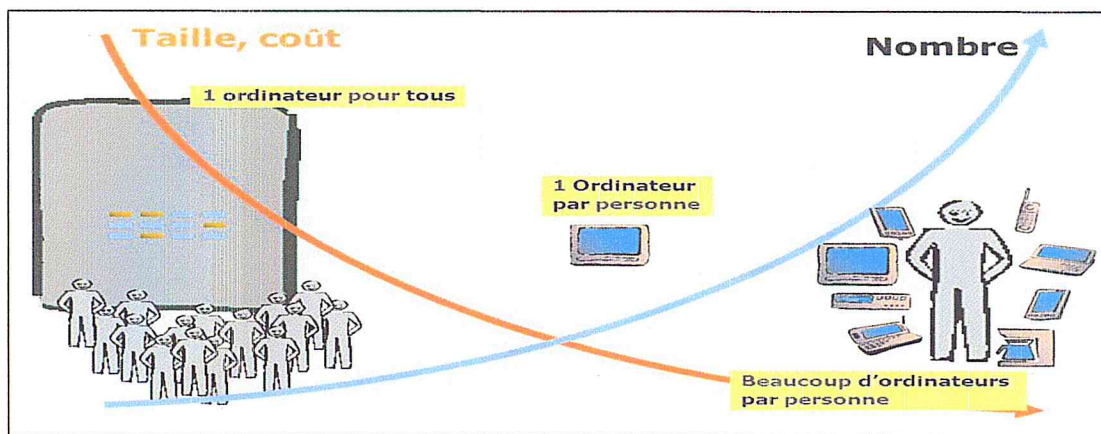 Taille, coût
Nombre
1 ordinateur pour tous
1 Ordinateur
par personne
Beaucoup d'ordinateurs
par personne